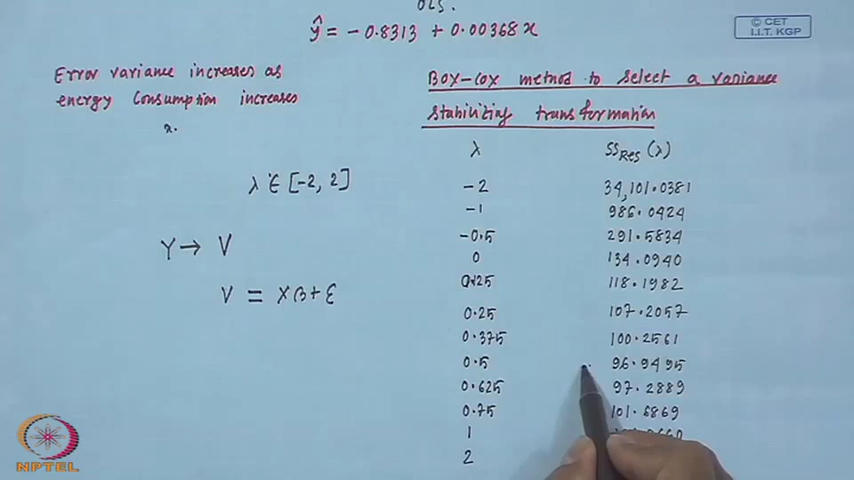 OLS.
ŷ = - 0.8313 + 0.00368 x
© CET
I.I.T. KGP
Error variance increases as
energy consumption increases
x.
λ ∈ [-2, 2]
Y → V
V = Xβ + ε
Box-Cox method to select a variance
stabilizing transformation
λ SS_Res (λ)
-2 34,101.0381
-1 986.0424
-0.5 291.5834
0 134.0940
0.125 118.1982
0.25 107.2057
0.375 100.2561
0.5 96.9495
0.625 97.2889
0.75 101.6869
1
2
NPTEL